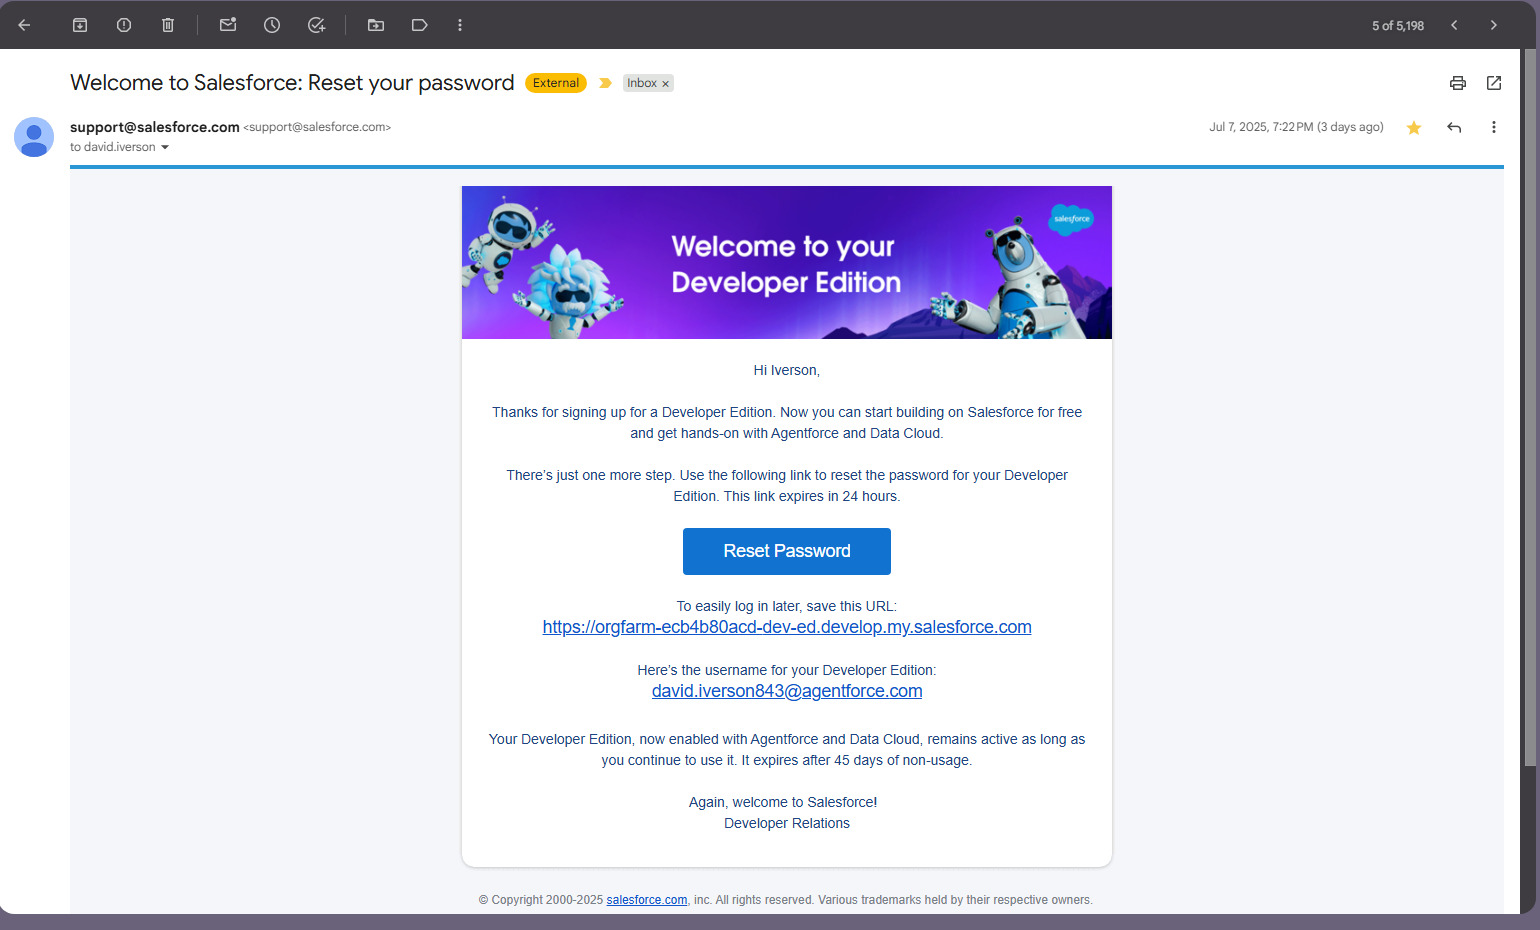 5 of 5,198
Welcome to Salesforce: Reset your password External Inbox ×
support@salesforce.com <support@salesforce.com>
Jul 7, 2025, 7:22 PM (3 days ago)
to david.iverson
salesforce
Welcome to your
Developer Edition
Hi Iverson,
Thanks for signing up for a Developer Edition. Now you can start building on Salesforce for free
and get hands-on with Agentforce and Data Cloud.
There's just one more step. Use the following link to reset the password for your Developer
Edition. This link expires in 24 hours.
Reset Password
To easily log in later, save this URL:
https://orgfarm-ecb4b80acd-dev-ed.develop.my.salesforce.com
Here's the username for your Developer Edition:
david.iverson843@agentforce.com
Your Developer Edition, now enabled with Agentforce and Data Cloud, remains active as long as
you continue to use it. It expires after 45 days of non-usage.
Again, welcome to Salesforce!
Developer Relations
© Copyright 2000-2025 salesforce.com, inc. All rights reserved. Various trademarks held by their respective owners.